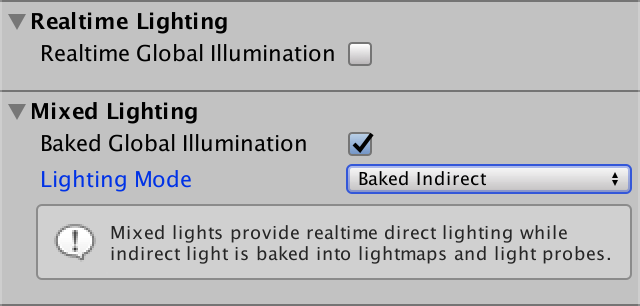 Realtime Lighting
Realtime Global Illumination
Mixed Lighting
Baked Global Illumination
Lighting Mode Baked Indirect
Mixed lights provide realtime direct lighting while
indirect light is baked into lightmaps and light probes.